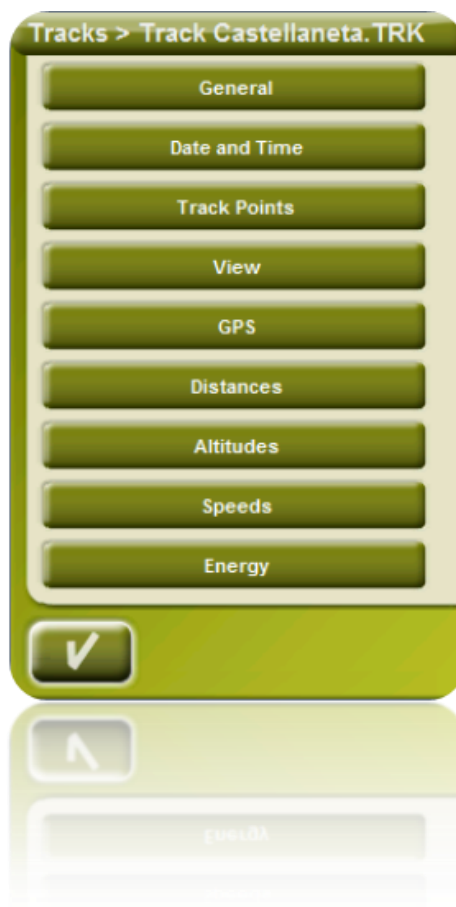 Tracks > Track Castellaneta.TRK
General
Date and Time
Track Points
View
GPS
Distances
Altitudes
Speeds
Energy